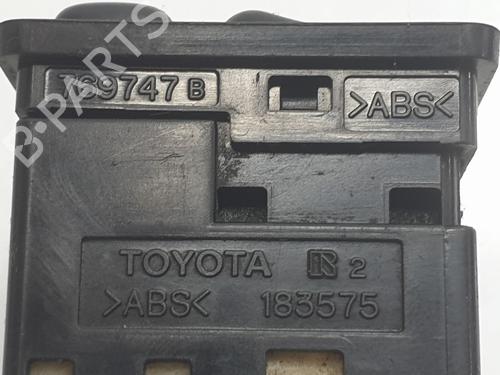 769747 B
>ABS<
TOYOTA R 2
>ABS< 183575
B-PARTS